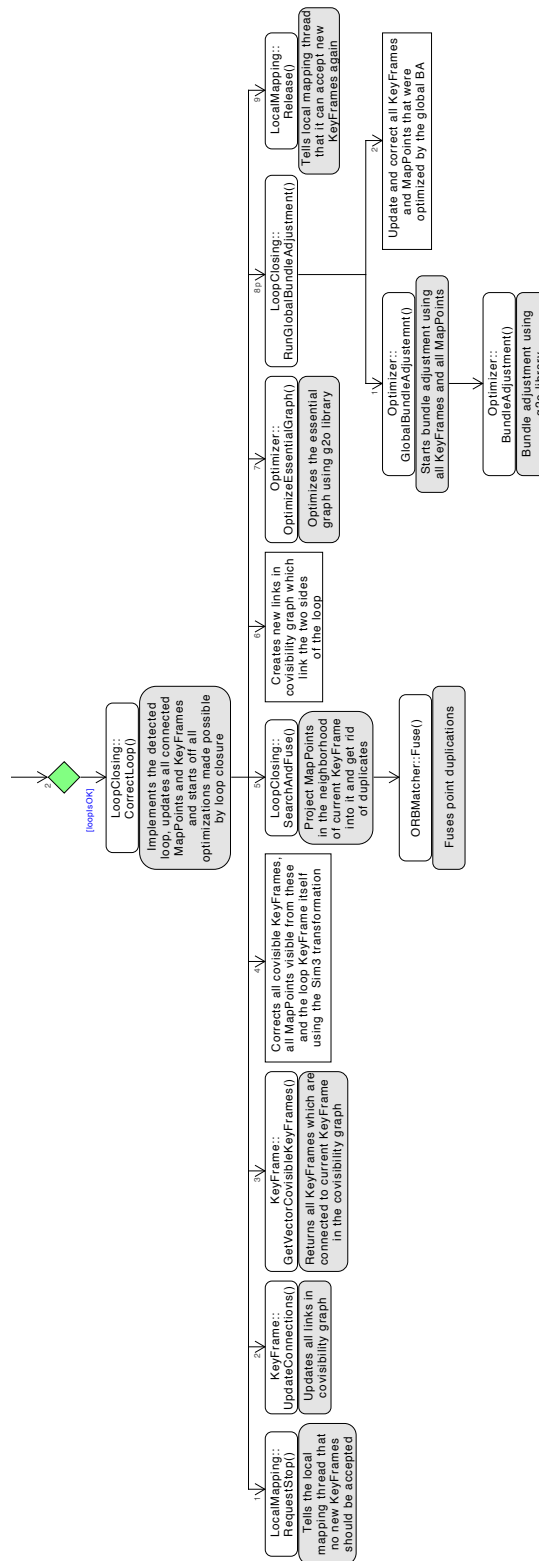 2
[loopIsOK]
LoopClosing::
CorrectLoop()
Implements the detected
loop, updates all connected
MapPoints and KeyFrames
and starts off all
optimizations made possible
by loop closure
1
LocalMapping::
RequestStop()
Tells the local
mapping thread that
no new KeyFrames
should be accepted
2
KeyFrame::
UpdateConnections()
Updates all links in
covisibility graph
3
KeyFrame::
GetVectorCovisibleKeyFrames()
Returns all KeyFrames which are
connected to current KeyFrame
in the covisibility graph
4
Corrects all covisible KeyFrames,
all MapPoints visible from these
and the loop KeyFrame itself
using the Sim3 transformation
5
LoopClosing::
SearchAndFuse()
Project MapPoints
in the neighborhood
of current KeyFrame
into it and get rid
of duplicates
ORBMatcher::Fuse()
Fuses point duplications
6
Creates new links in
covisibility graph which
link the two sides
of the loop
7
Optimizer::
OptimizeEssentialGraph()
Optimizes the essential
graph using g2o library
8p
LoopClosing::
RunGlobalBundleAdjustment()
1
Optimizer::
GlobalBundleAdjustemnt()
Starts bundle adjustment using
all KeyFrames and all MapPoints
Optimizer::
BundleAdjustment()
Bundle adjustment using
g2o library
2
Update and correct all KeyFrames
and MapPoints that were
optimized by the global BA
9
LocalMapping::
Release()
Tells local mapping thread
that it can accept new
KeyFrames again